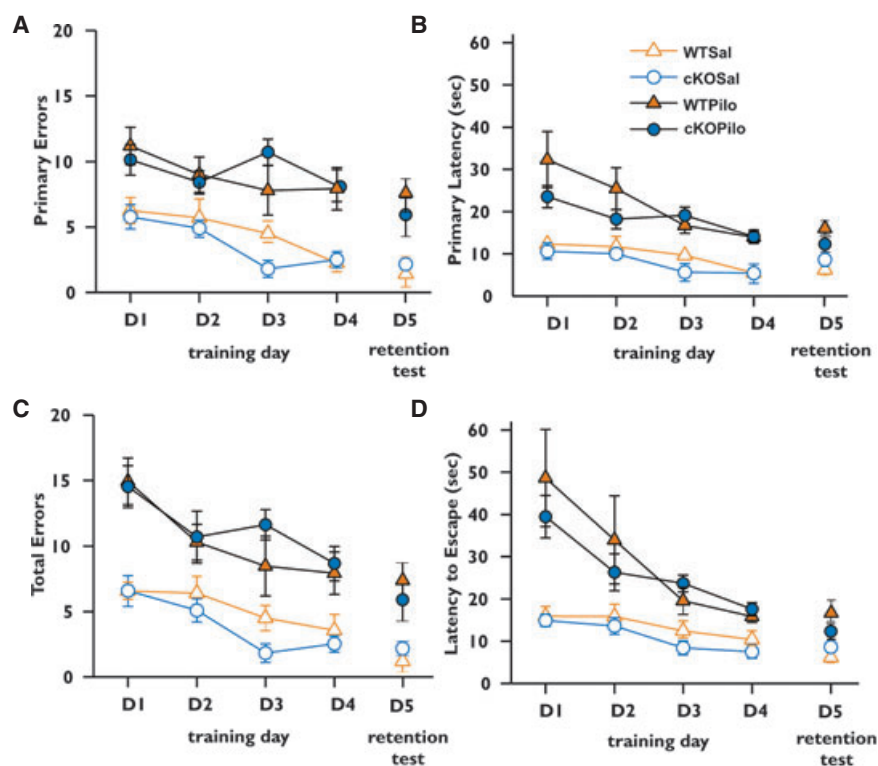 A
Primary Errors
20
15
10
5
0
D1 D2 D3 D4 D5
training day
retention
test
B
Primary Latency (sec)
60
50
40
30
20
10
0
WTSal
cKOSal
WTPilo
cKOPilo
D1 D2 D3 D4 D5
training day
retention
test
C
Total Errors
20
15
10
5
0
D1 D2 D3 D4 D5
training day
retention
test
D
Latency to Escape (sec)
60
50
40
30
20
10
0
D1 D2 D3 D4 D5
training day
retention
test